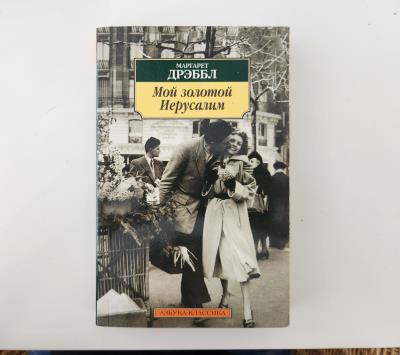 МАРГАРЕТ
ДРЭББЛ
Мой золотой
Иерусалим
АЗБУКА-КЛАССИКА